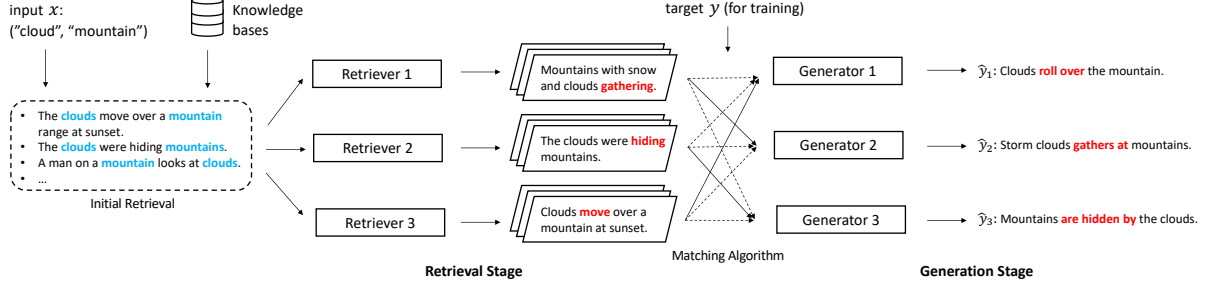 input x:
("cloud", "mountain")
Knowledge
bases
target y (for training)
• The clouds move over a mountain
range at sunset.
• The clouds were hiding mountains.
• A man on a mountain looks at clouds.
• ...
Initial Retrieval
Retriever 1
Retriever 2
Retriever 3
Mountains with snow
and clouds gathering.
The clouds were hiding
mountains.
Clouds move over a
mountain at sunset.
Matching Algorithm
Generator 1
Generator 2
Generator 3
ŷ₁: Clouds roll over the mountain.
ŷ₂: Storm clouds gathers at mountains.
ŷ₃: Mountains are hidden by the clouds.
Retrieval Stage
Generation Stage